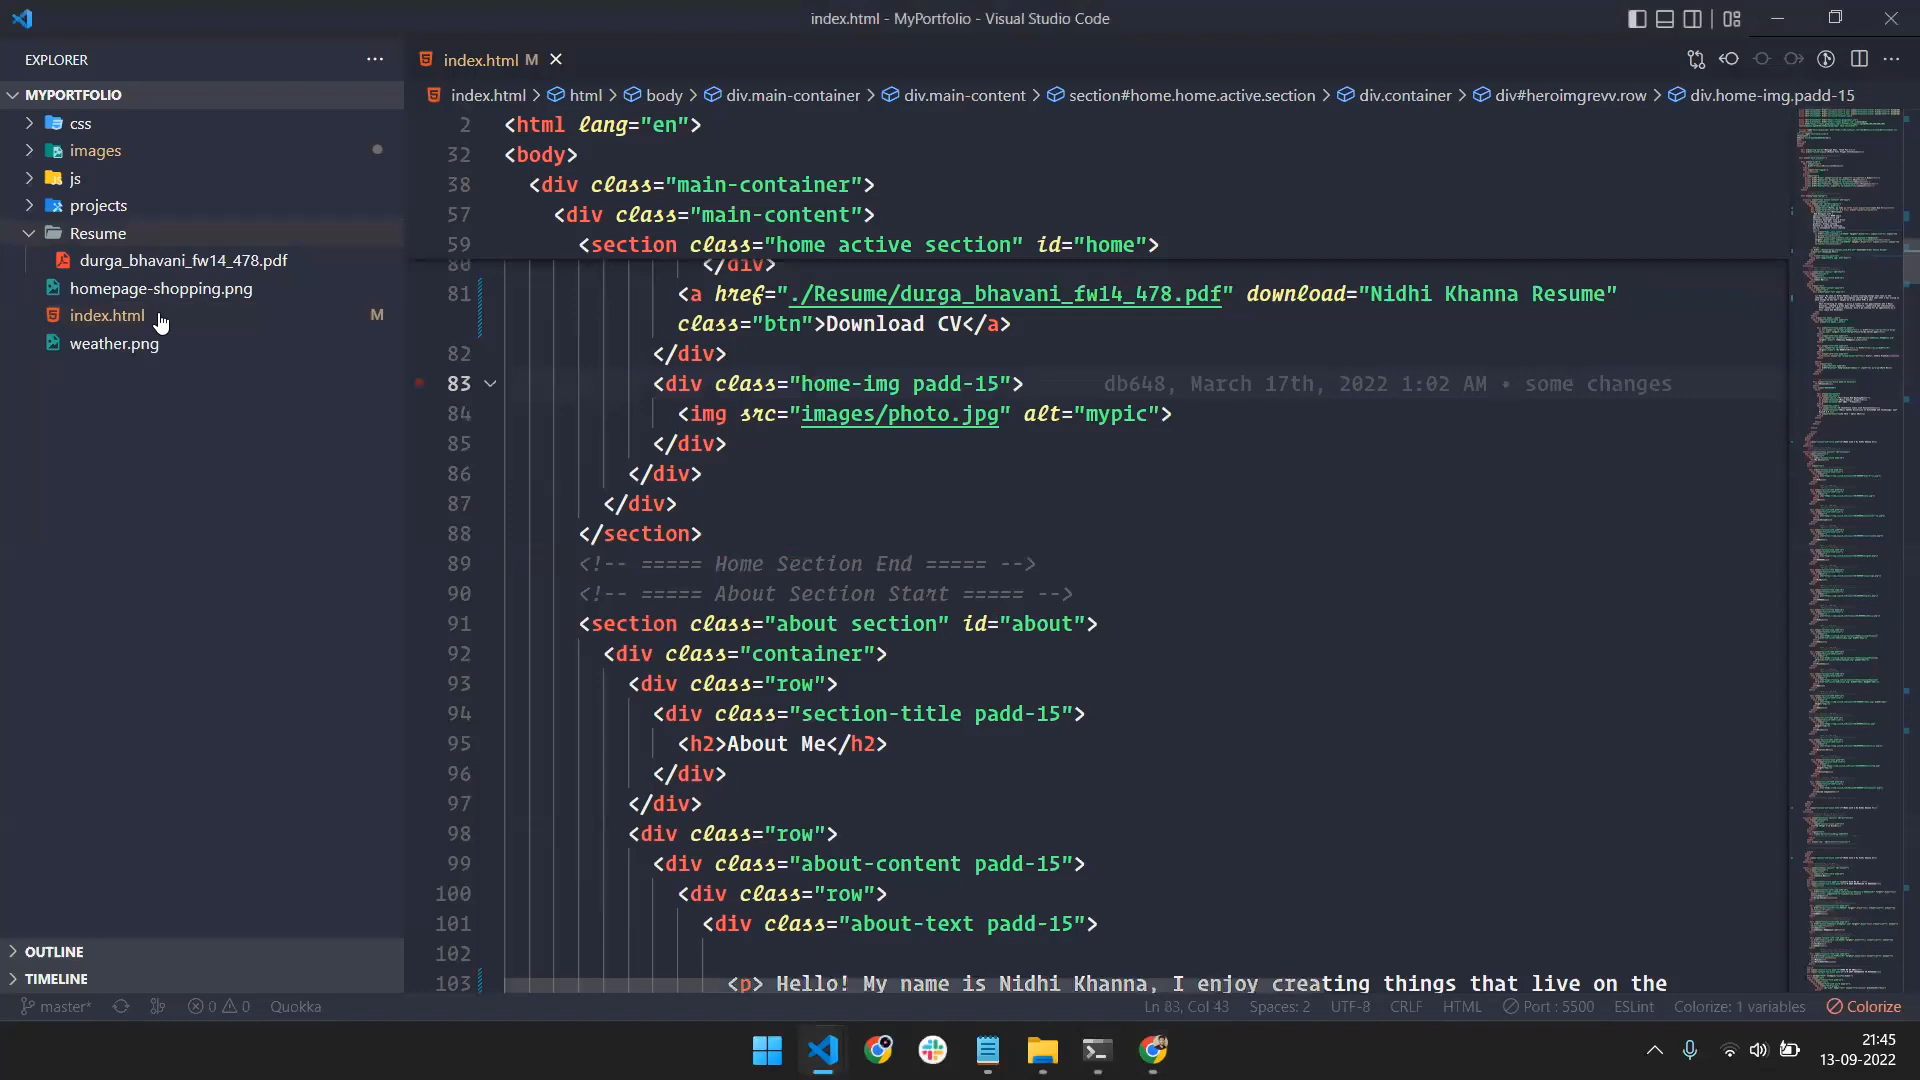 index.html - MyPortfolio - Visual Studio Code
EXPLORER
index.html M
MYPORTFOLIO
index.html > html > body > div.main-container > div.main-content > section#home.home.active.section > div.container > div#heroimgrevv.row > div.home-img.padd-15
css
images
js
projects
Resume
durga_bhavani_fw14_478.pdf
homepage-shopping.png
index.html M
weather.png
2 <html lang="en">
32 <body>
38 <div class="main-container">
57 <div class="main-content">
59 <section class="home active section" id="home">
80 </div>
81 <a href="./Resume/durga_bhavani_fw14_478.pdf" download="Nidhi Khanna Resume"
class="btn">Download CV</a>
82 </div>
83 <div class="home-img padd-15"> db648, March 17th, 2022 1:02 AM • some changes
84 <img src="images/photo.jpg" alt="mypic">
85 </div>
86 </div>
87 </div>
88 </section>
89 <!-- ===== Home Section End ===== -->
90 <!-- ===== About Section Start ===== -->
91 <section class="about section" id="about">
92 <div class="container">
93 <div class="row">
94 <div class="section-title padd-15">
95 <h2>About Me</h2>
96 </div>
97 </div>
98 <div class="row">
99 <div class="about-content padd-15">
100 <div class="row">
101 <div class="about-text padd-15">
102
103 <p> Hello! My name is Nidhi Khanna, I enjoy creating things that live on the
OUTLINE
TIMELINE
master* 0 0 Quokka Ln 83, Col 43 Spaces: 2 UTF-8 CRLF HTML Port : 5500 ESLint Colorize: 1 variables Colorize
21:45
13-09-2022